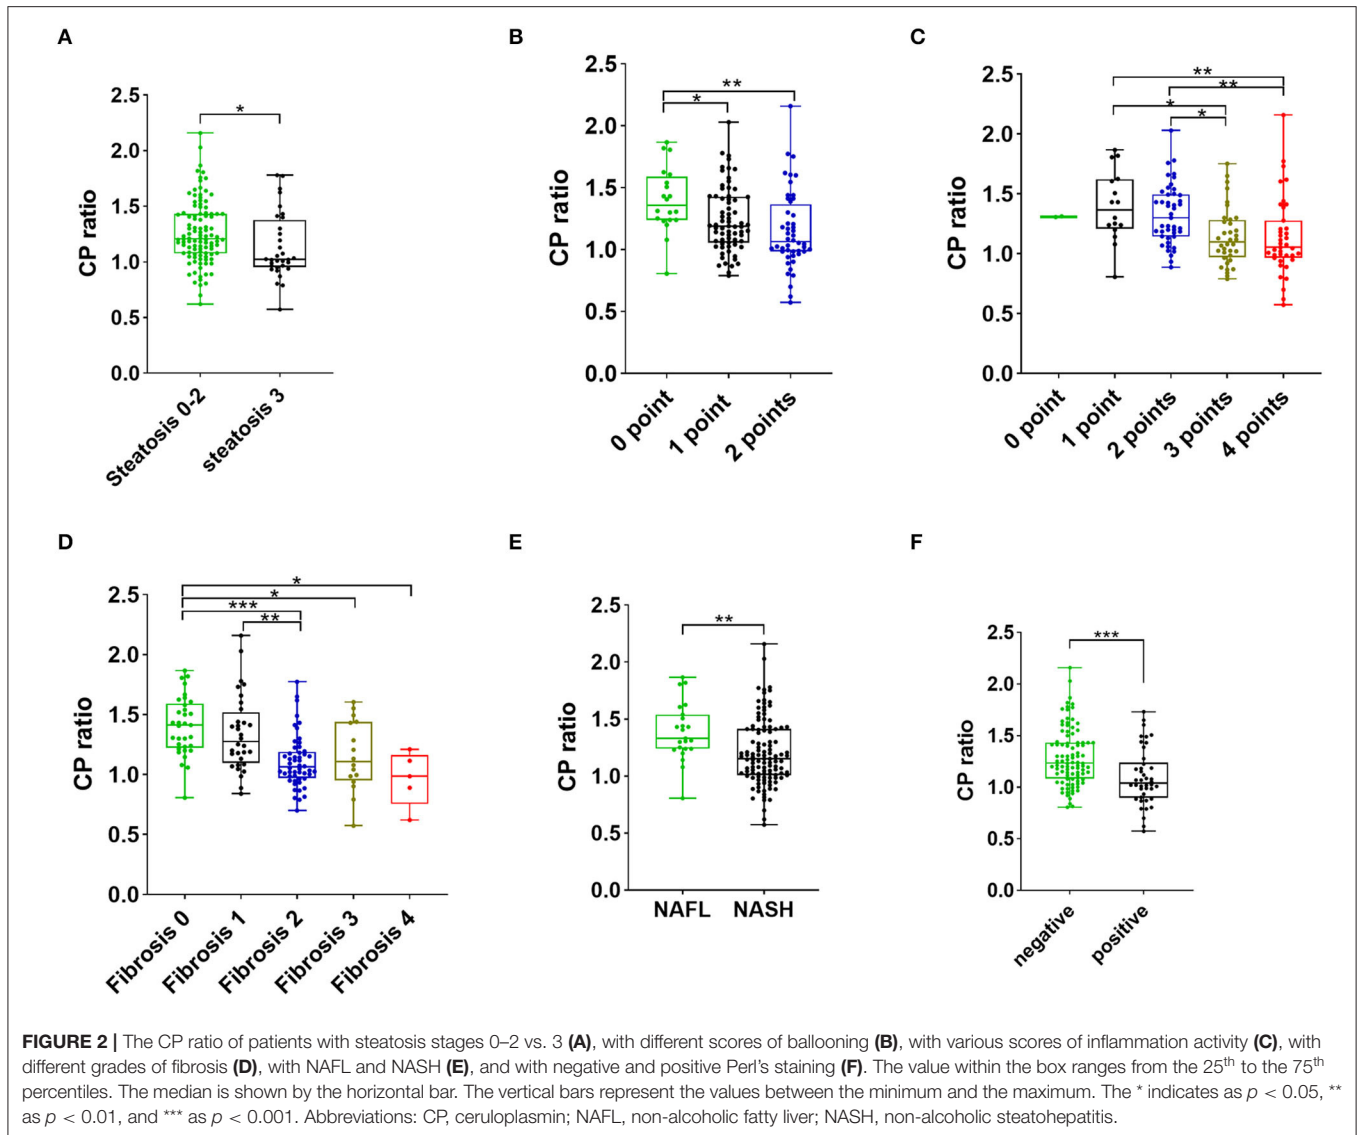 A
B
C
2.5
2.0
1.5
1.0
0.5
0.0
CP ratio
*
Steatosis 0-2
steatosis 3
2.5
2.0
1.5
1.0
0.5
0.0
CP ratio
**
*
0 point
1 point
2 points
2.5
2.0
1.5
1.0
0.5
0.0
CP ratio
**
**
*
*
0 point
1 point
2 points
3 points
4 points
D
E
F
2.5
2.0
1.5
1.0
0.5
0.0
CP ratio
*
*
***
**
Fibrosis 0
Fibrosis 1
Fibrosis 2
Fibrosis 3
Fibrosis 4
2.5
2.0
1.5
1.0
0.5
0.0
CP ratio
**
NAFL
NASH
2.5
2.0
1.5
1.0
0.5
0.0
CP ratio
***
negative
positive
FIGURE 2 | The CP ratio of patients with steatosis stages 0–2 vs. 3 (A), with different scores of ballooning (B), with various scores of inflammation activity (C), with
different grades of fibrosis (D), with NAFL and NASH (E), and with negative and positive Perl's staining (F). The value within the box ranges from the 25th to the 75th
percentiles. The median is shown by the horizontal bar. The vertical bars represent the values between the minimum and the maximum. The * indicates as p < 0.05, **
as p < 0.01, and *** as p < 0.001. Abbreviations: CP, ceruloplasmin; NAFL, non-alcoholic fatty liver; NASH, non-alcoholic steatohepatitis.